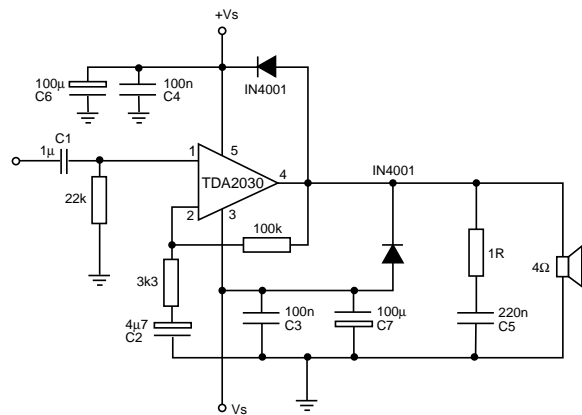 +Vs
100µ
C6
100n
C4
IN4001
C1
1µ
1
5
TDA2030
4
IN4001
22k
2
3
100k
1R
4Ω
3k3
4µ7
C2
100n
C3
100µ
C7
220n
C5
Vs